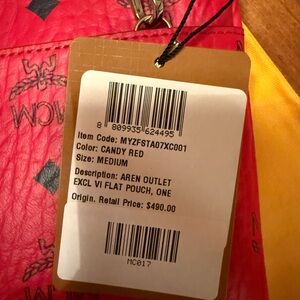 MCM
8 809935 624495
Item Code: MYZFSTA07XC001
Color: CANDY RED
Size: MEDIUM
Description: AREN OUTLET
EXCL VI FLAT POUCH, ONE
Origin. Retail Price: $490.00
MC017